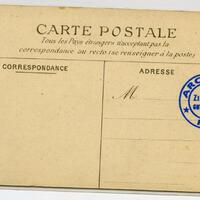 CARTE POSTALE
Tous les Pays étrangers n'acceptant pas la
correspondance au recto (se renseigner à la poste)
CORRESPONDANCE
ADRESSE
M
ARC